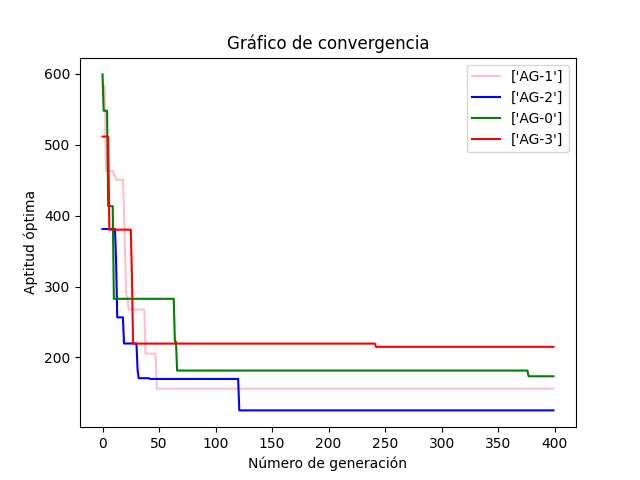 Gráfico de convergencia
600
500
400
300
200
Aptitud óptima
['AG-1']
['AG-2']
['AG-0']
['AG-3']
0 50 100 150 200 250 300 350 400
Número de generación